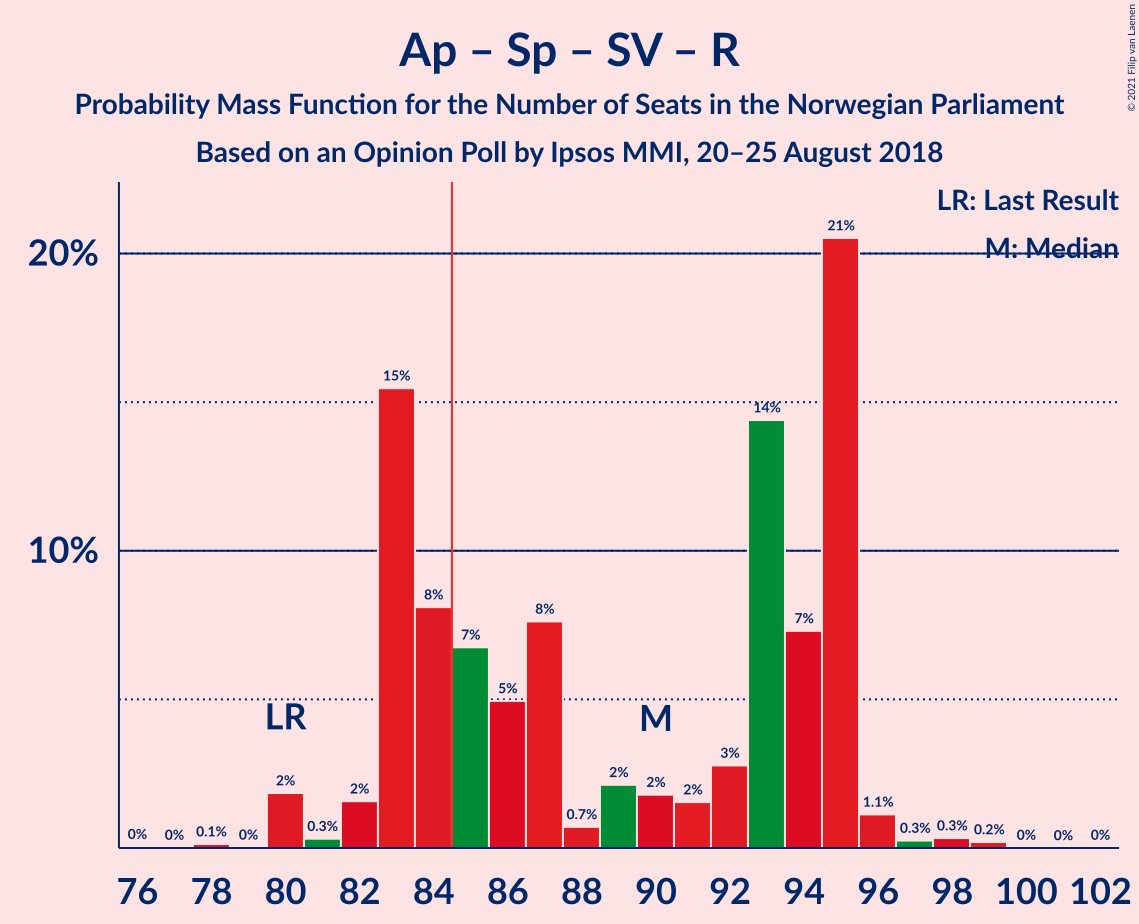 Ap – Sp – SV – R
Probability Mass Function for the Number of Seats in the Norwegian Parliament
Based on an Opinion Poll by Ipsos MMI, 20–25 August 2018
© 2021 Filip van Laenen
LR: Last Result
M: Median
20%
10%
LR
M
0% 0% 0.1% 0% 2% 0.3% 2% 15% 8% 7% 5% 8% 0.7% 2% 2% 2% 3% 14% 7% 21% 1.1% 0.3% 0.3% 0.2% 0% 0% 0%
76 78 80 82 84 86 88 90 92 94 96 98 100 102